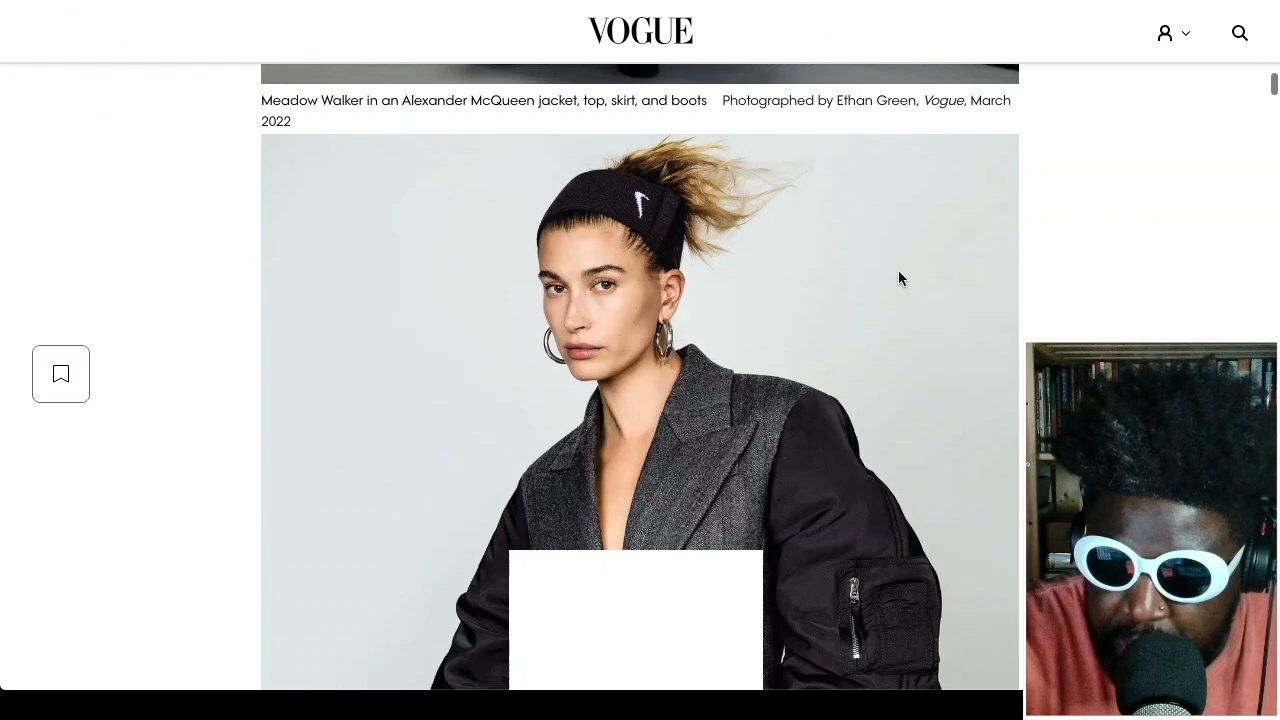 VOGUE
Meadow Walker in an Alexander McQueen jacket, top, skirt, and boots Photographed by Ethan Green, Vogue, March
2022